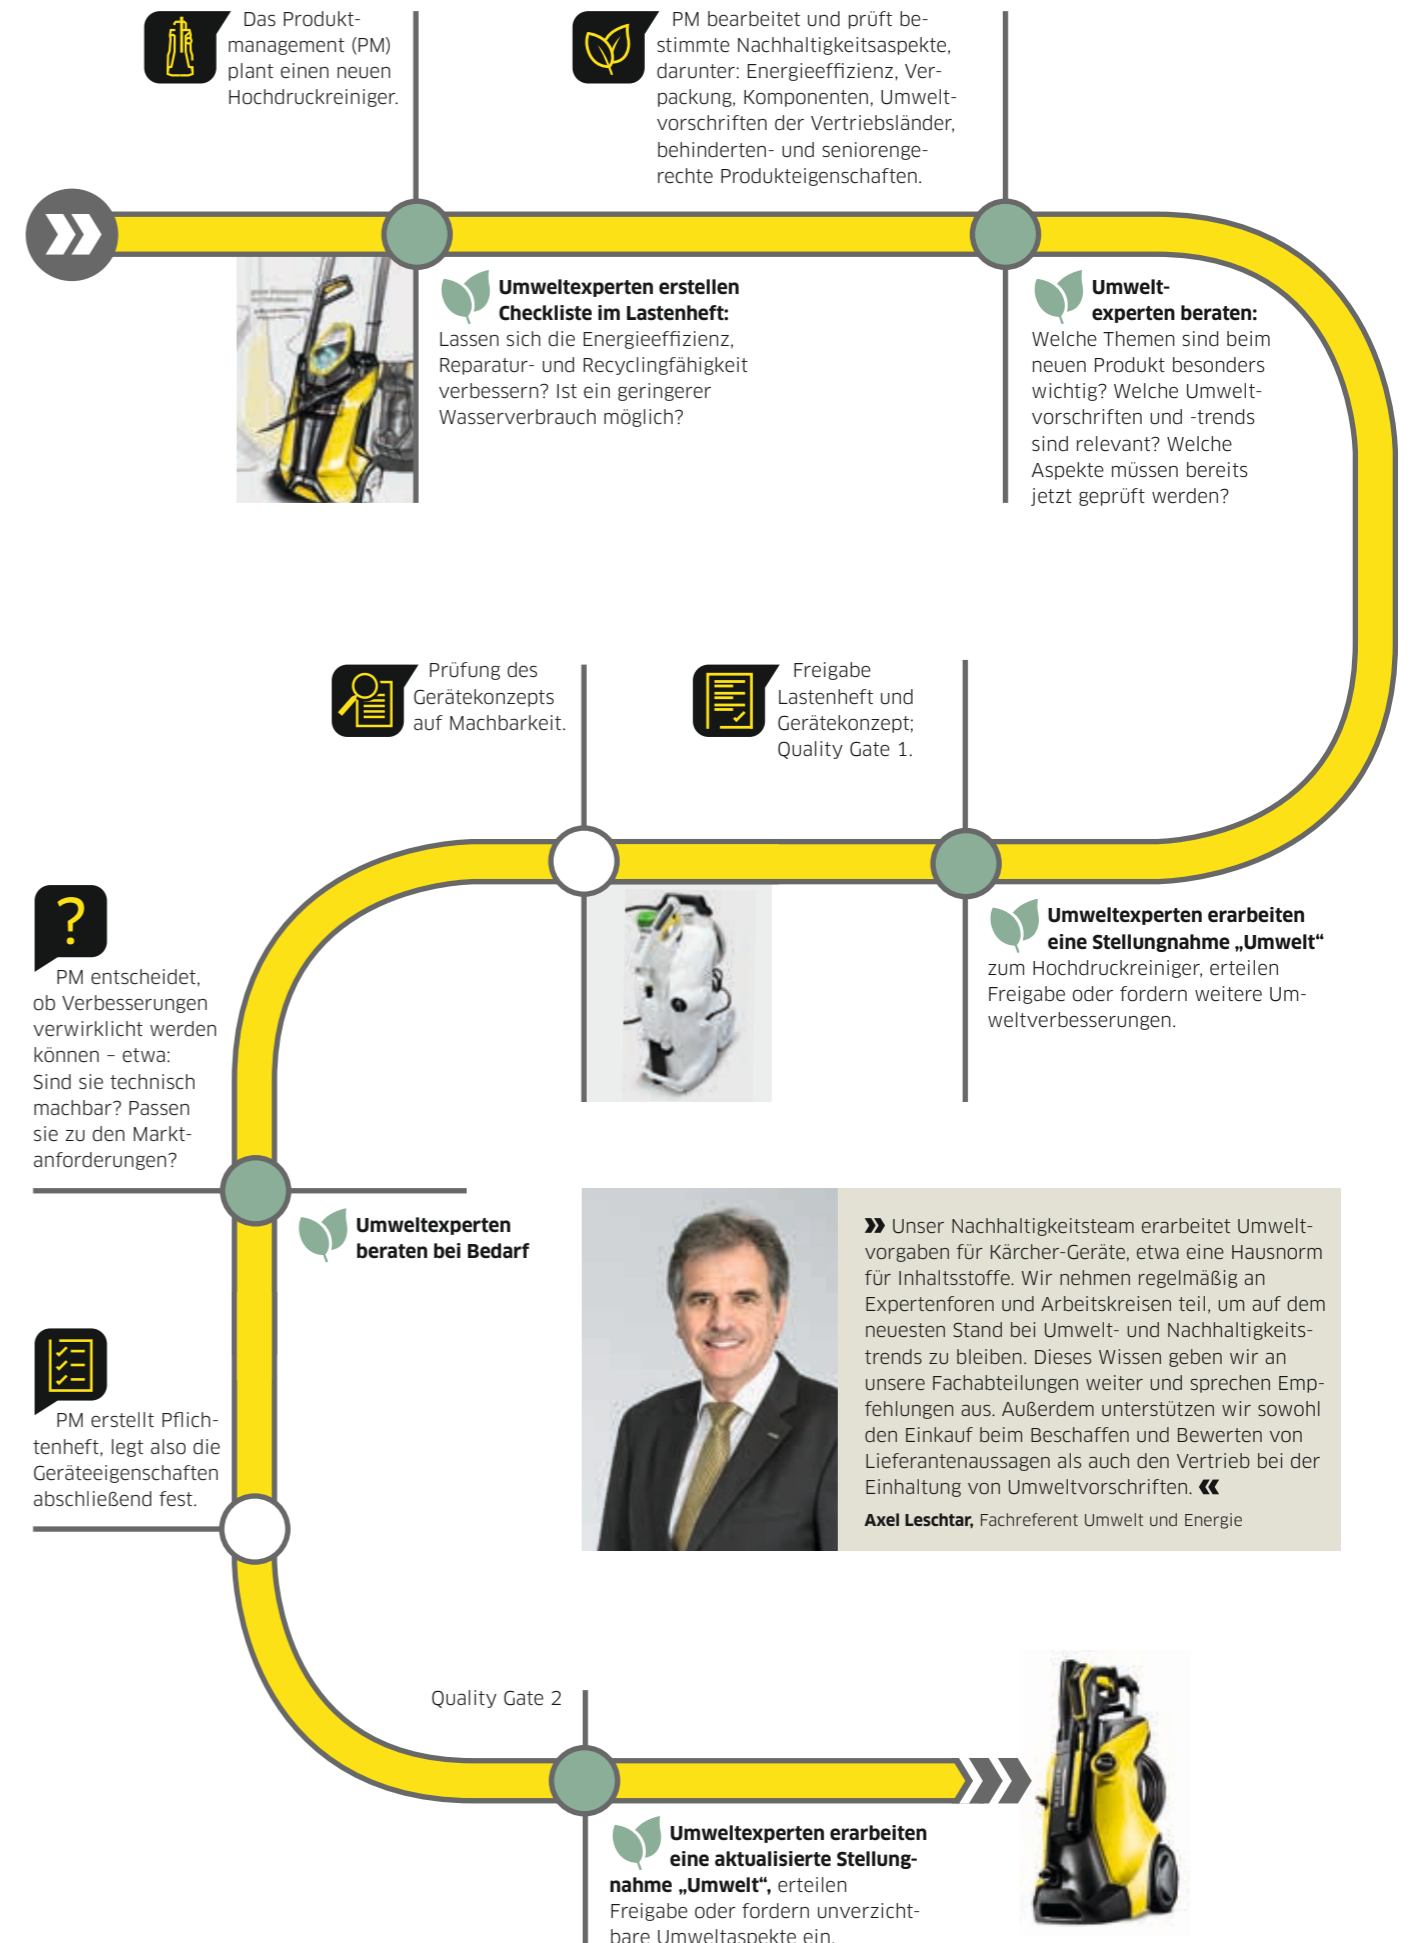 Das Produkt-
management (PM)
plant einen neuen
Hochdruckreiniger.
PM bearbeitet und prüft be-
stimmte Nachhaltigkeitsaspekte,
darunter: Energieeffizienz, Ver-
packung, Komponenten, Umwelt-
vorschriften der Vertriebsländer,
behinderten- und seniorenge-
rechte Produkteigenschaften.
Umweltexperten erstellen
Checkliste im Lastenheft:
Lassen sich die Energieeffizienz,
Reparatur- und Recyclingfähigkeit
verbessern? Ist ein geringerer
Wasserverbrauch möglich?
Umwelt-
experten beraten:
Welche Themen sind beim
neuen Produkt besonders
wichtig? Welche Umwelt-
vorschriften und -trends
sind relevant? Welche
Aspekte müssen bereits
jetzt geprüft werden?
Freigabe
Lastenheft und
Gerätekonzept;
Quality Gate 1.
Umweltexperten erarbeiten
eine Stellungnahme „Umwelt“
zum Hochdruckreiniger, erteilen
Freigabe oder fordern weitere Um-
weltverbesserungen.
Prüfung des
Gerätekonzepts
auf Machbarkeit.
?
PM entscheidet,
ob Verbesserungen
verwirklicht werden
können – etwa:
Sind sie technisch
machbar? Passen
sie zu den Markt-
anforderungen?
Umweltexperten
beraten bei Bedarf
PM erstellt Pflich-
tenheft, legt also die
Geräteeigenschaften
abschließend fest.
» Unser Nachhaltigkeitsteam erarbeitet Umwelt-
vorgaben für Kärcher-Geräte, etwa eine Hausnorm
für Inhaltsstoffe. Wir nehmen regelmäßig an
Expertenforen und Arbeitskreisen teil, um auf dem
neuesten Stand bei Umwelt- und Nachhaltigkeits-
trends zu bleiben. Dieses Wissen geben wir an
unsere Fachabteilungen weiter und sprechen Emp-
fehlungen aus. Außerdem unterstützen wir sowohl
den Einkauf beim Beschaffen und Bewerten von
Lieferantenaussagen als auch den Vertrieb bei der
Einhaltung von Umweltvorschriften. «
Axel Leschtar, Fachreferent Umwelt und Energie
Quality Gate 2
Umweltexperten erarbeiten
eine aktualisierte Stellung-
nahme „Umwelt“, erteilen
Freigabe oder fordern unverzicht-
bare Umweltaspekte ein.